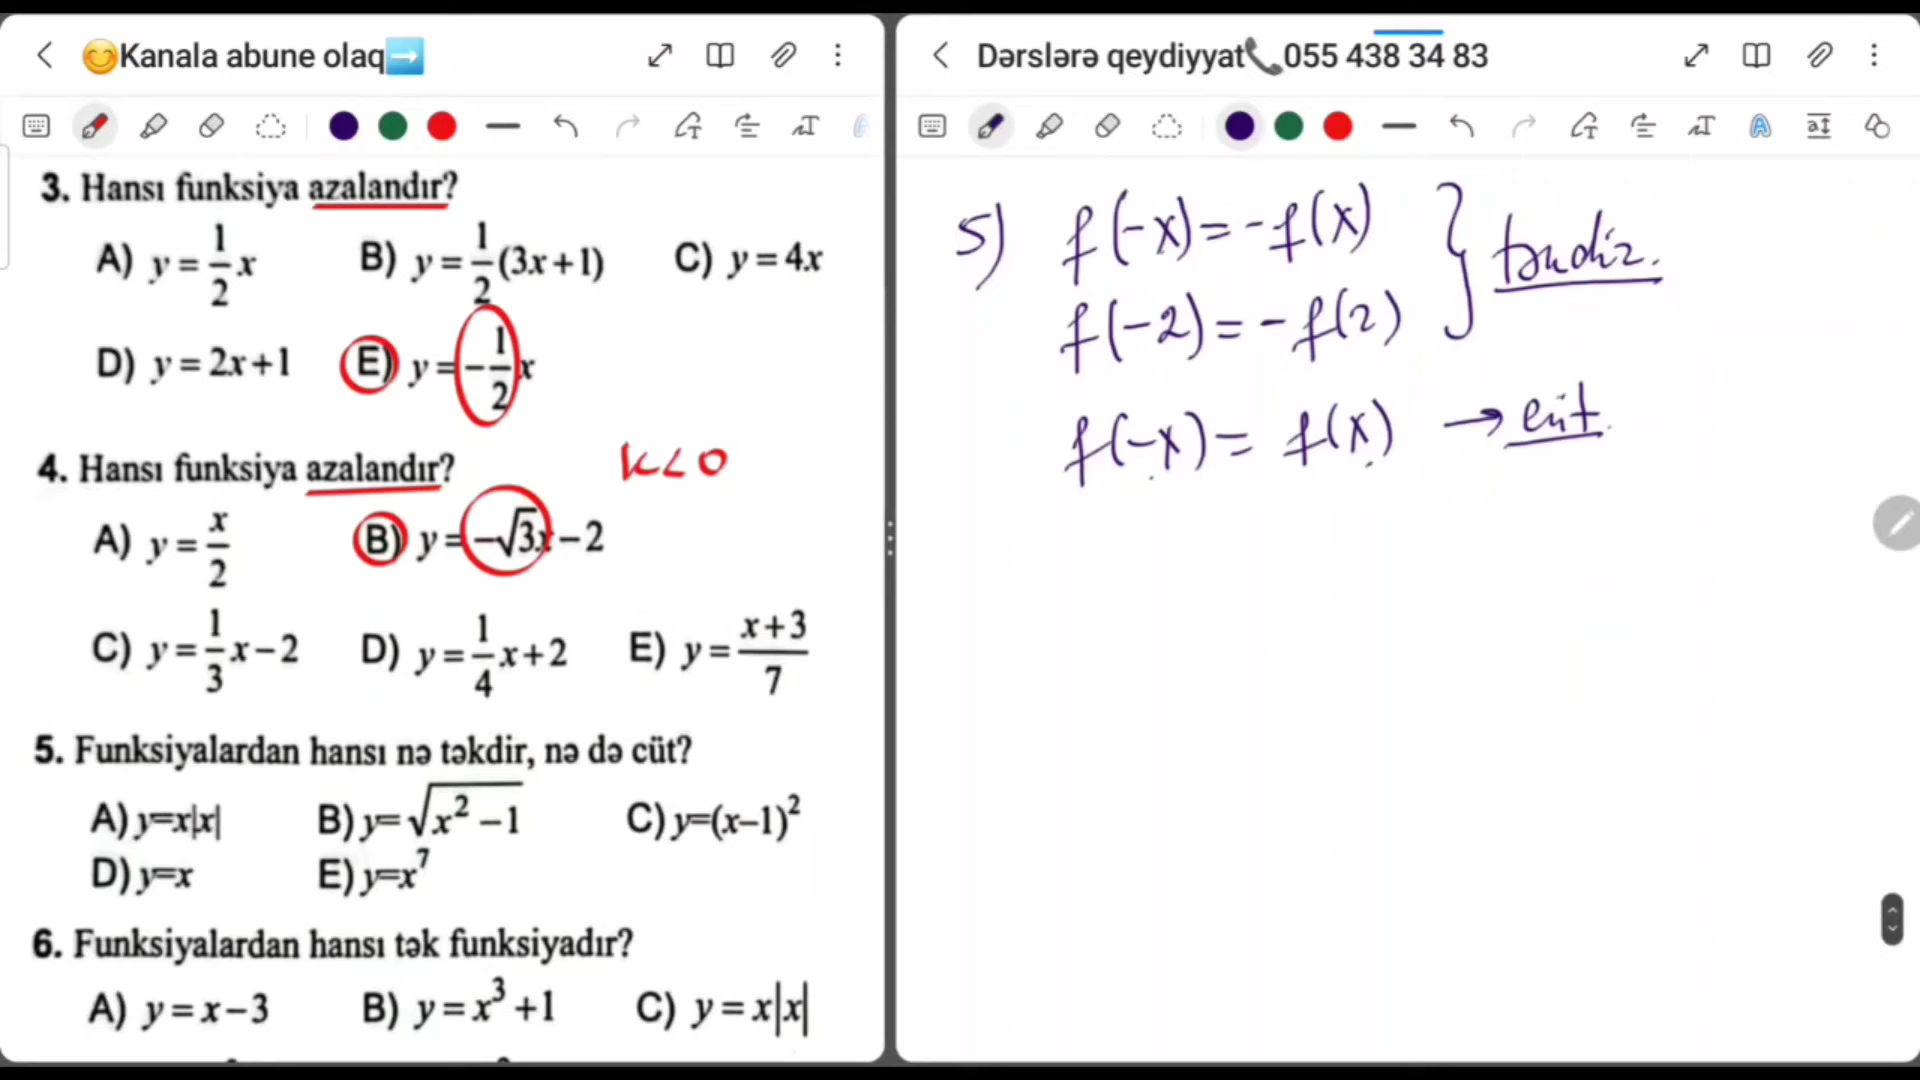 😊Kanala abune olaq➡️
3. Hansı funksiya azalandır?
A) y = 1/2 x B) y = 1/2 (3x+1) C) y = 4x
D) y = 2x+1 E) y = -1/2 x
4. Hansı funksiya azalandır? k<0
A) y = x/2 B) y = -√3x - 2
C) y = 1/3 x - 2 D) y = 1/4 x + 2 E) y = (x+3)/7
5. Funksiyalardan hansı nə təkdir, nə də cüt?
A) y=x|x| B) y=√(x²-1) C) y=(x-1)²
D) y=x E) y=x⁷
6. Funksiyalardan hansı tək funksiyadır?
A) y = x-3 B) y = x³+1 C) y = x|x|
Dərslərə qeydiyyat📞055 438 34 83
5) f(-x) = -f(x)
f(-2) = -f(2)
} təkdir.
f(-x) = f(x) → cüt.